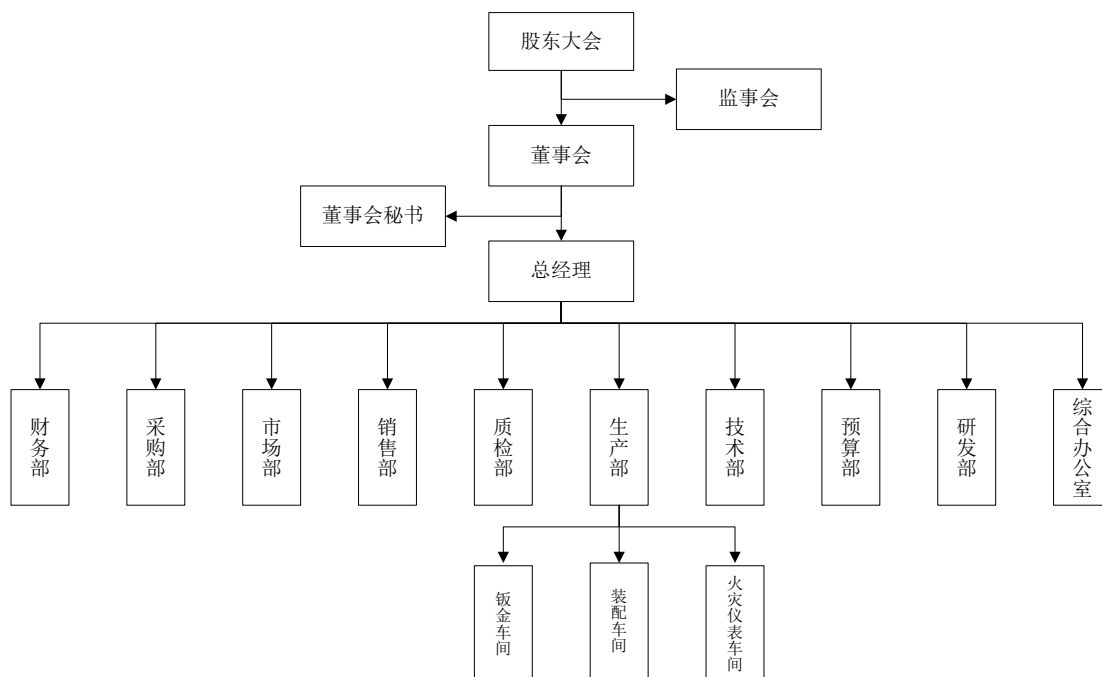 股东大会
监事会
董事会
董事会秘书
总经理
财务部
采购部
市场部
销售部
质检部
生产部
技术部
预算部
研发部
综合办公室
钣金车间
装配车间
火灾仪表车间